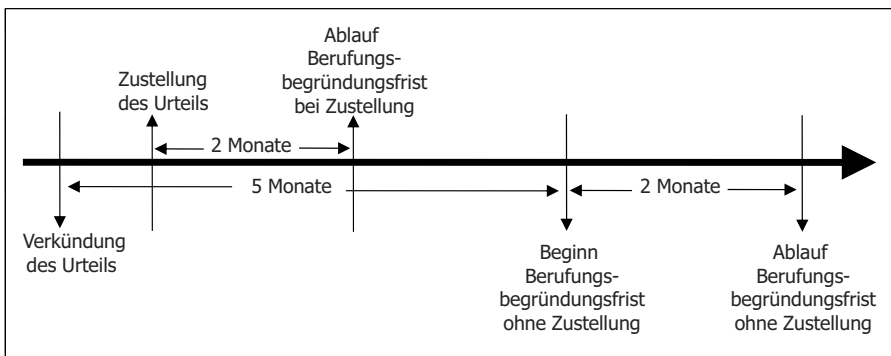 Zustellung
des Urteils
Ablauf
Berufungs-
begründungsfrist
bei Zustellung
2 Monate
5 Monate
2 Monate
Verkündung
des Urteils
Beginn
Berufungs-
begründungsfrist
ohne Zustellung
Ablauf
Berufungs-
begründungsfrist
ohne Zustellung